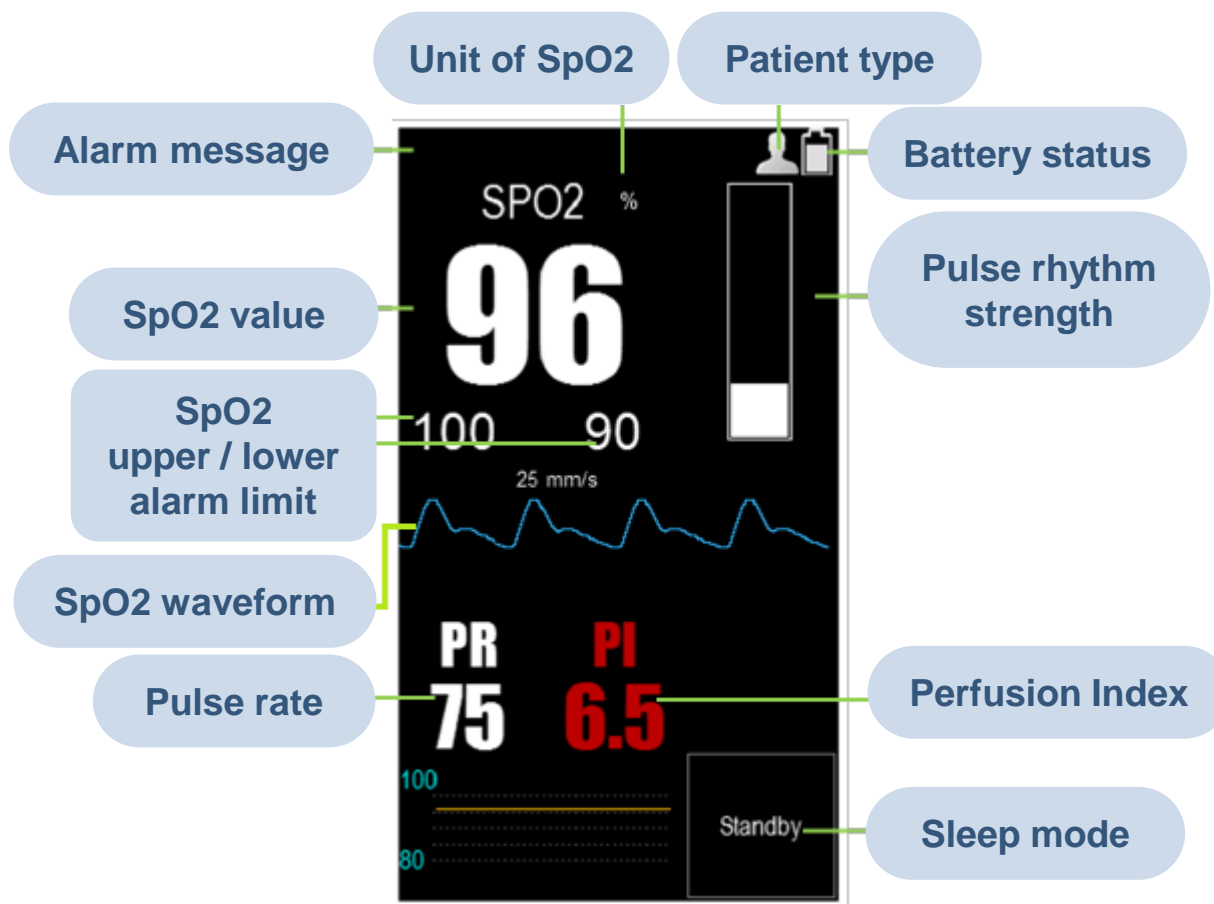 Unit of SpO2
Patient type
Alarm message
Battery status
SPO2 %
Pulse rhythm
strength
96
SpO2 value
SpO2
upper / lower
alarm limit
100 90
25 mm/s
SpO2 waveform
PR PI
75 6.5
Pulse rate
Perfusion Index
100
80
Standby
Sleep mode